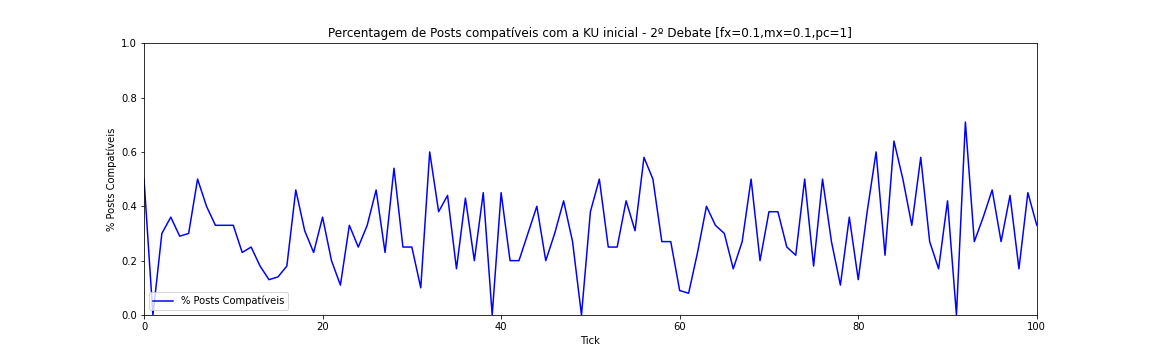 Percentagem de Posts compatíveis com a KU inicial - 2º Debate [fx=0.1,mx=0.1,pc=1]
1.0
0.8
0.6
0.4
0.2
0.0
% Posts Compatíveis
% Posts Compatíveis
0 20 40 60 80 100
Tick